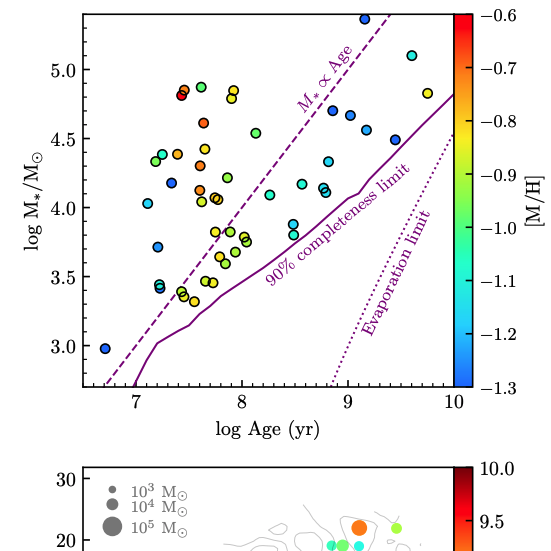 5.0
4.5
4.0
3.5
3.0
log M*/M⊙
7
8
9
10
log Age (yr)
M* ∝ Age
90% completeness limit
Evaporation limit
−0.6
−0.7
−0.8
−0.9
−1.0
−1.1
−1.2
−1.3
[M/H]
30
20
10³ M⊙
10⁴ M⊙
10⁵ M⊙
10.0
9.5